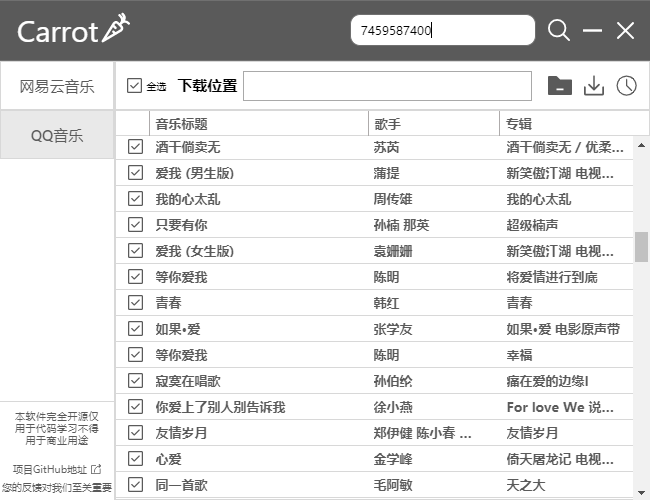 Carrot
7459587400
网易云音乐
QQ音乐
全选 下载位置
音乐标题 歌手 专辑
酒干倘卖无 苏芮 酒干倘卖无 / 优柔...
爱我 (男生版) 蒲提 新笑傲江湖 电视...
我的心太乱 周传雄 我的心太乱
只要有你 孙楠 那英 超级楠声
爱我 (女生版) 袁姗姗 新笑傲江湖 电视...
等你爱我 陈明 将爱情进行到底
青春 韩红 青春
如果•爱 张学友 如果•爱 电影原声带
等你爱我 陈明 幸福
寂寞在唱歌 孙伯纶 痛在爱的边缘I
你爱上了别人别告诉我 徐小燕 For love We 说...
友情岁月 郑伊健 陈小春 ... 友情岁月
心爱 金学峰 倚天屠龙记 电视...
同一首歌 毛阿敏 天之大
本软件完全开源仅
用于代码学习不得
用于商业用途
项目GitHub地址
您的反馈对我们至关重要